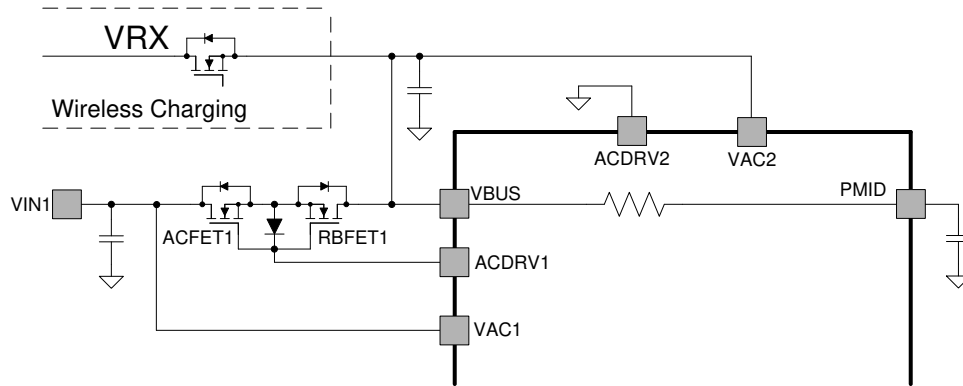 VRX
Wireless Charging
ACDRV2
VAC2
VIN1
VBUS
PMID
ACFET1
RBFET1
ACDRV1
VAC1